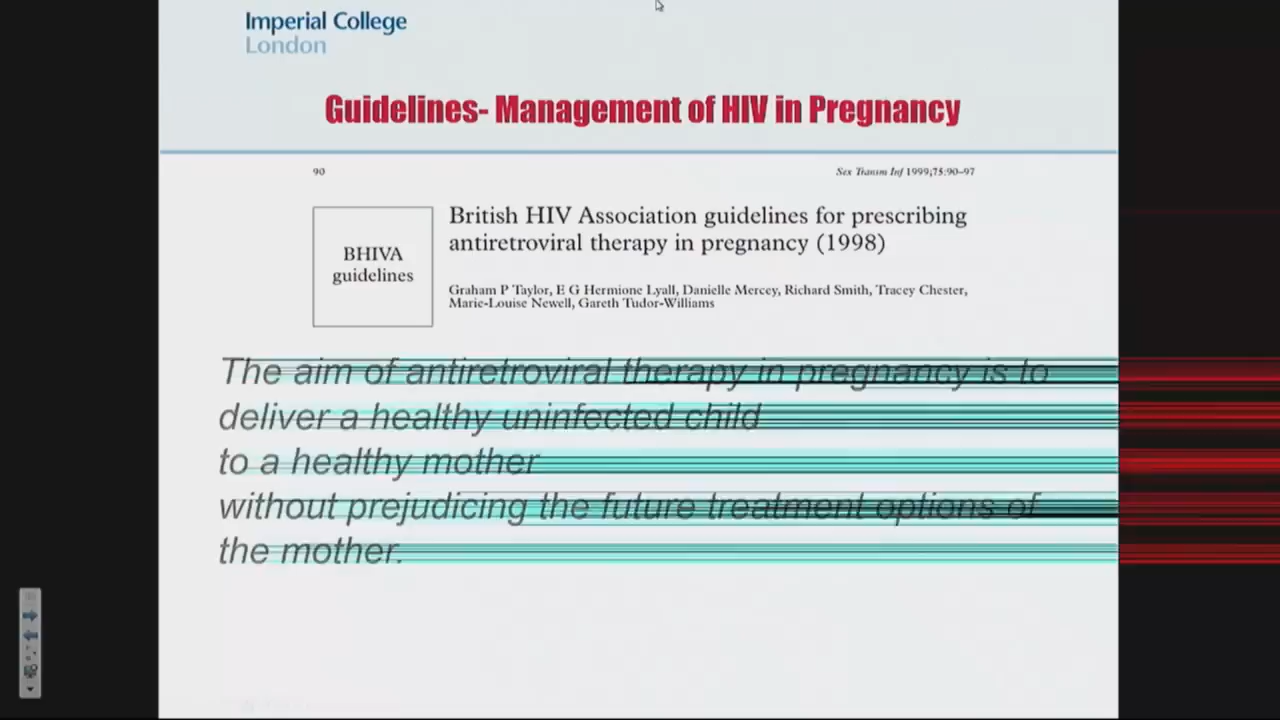 Imperial College
London
Guidelines- Management of HIV in Pregnancy
90
Sex Transm Inf 1999;75:90–97
BHIVA
guidelines
British HIV Association guidelines for prescribing
antiretroviral therapy in pregnancy (1998)
Graham P Taylor, E G Hermione Lyall, Danielle Mercey, Richard Smith, Tracey Chester,
Marie-Louise Newell, Gareth Tudor-Williams
The aim of antiretroviral therapy in pregnancy is to
deliver a healthy uninfected child
to a healthy mother
without prejudicing the future treatment options of
the mother.